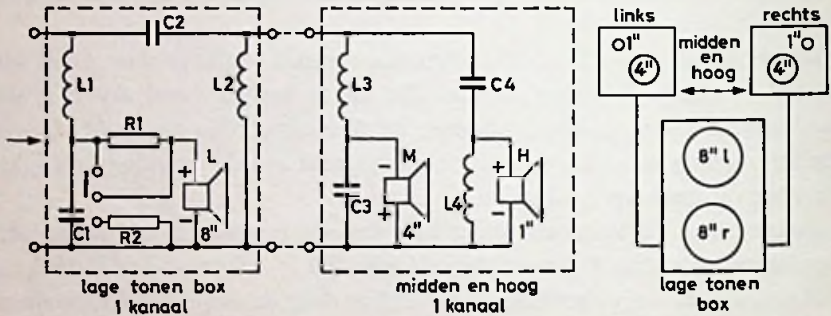 C2
L1
L2
R1
L
+
−
8"
C1
R2
lage tonen box
1 kanaal
L3
C4
M
−
+
4"
C3
H
+
−
1"
L4
midden en hoog
1 kanaal
links
rechts
1"
4"
midden
en
hoog
1"
4"
8" l
8" r
lage tonen
box